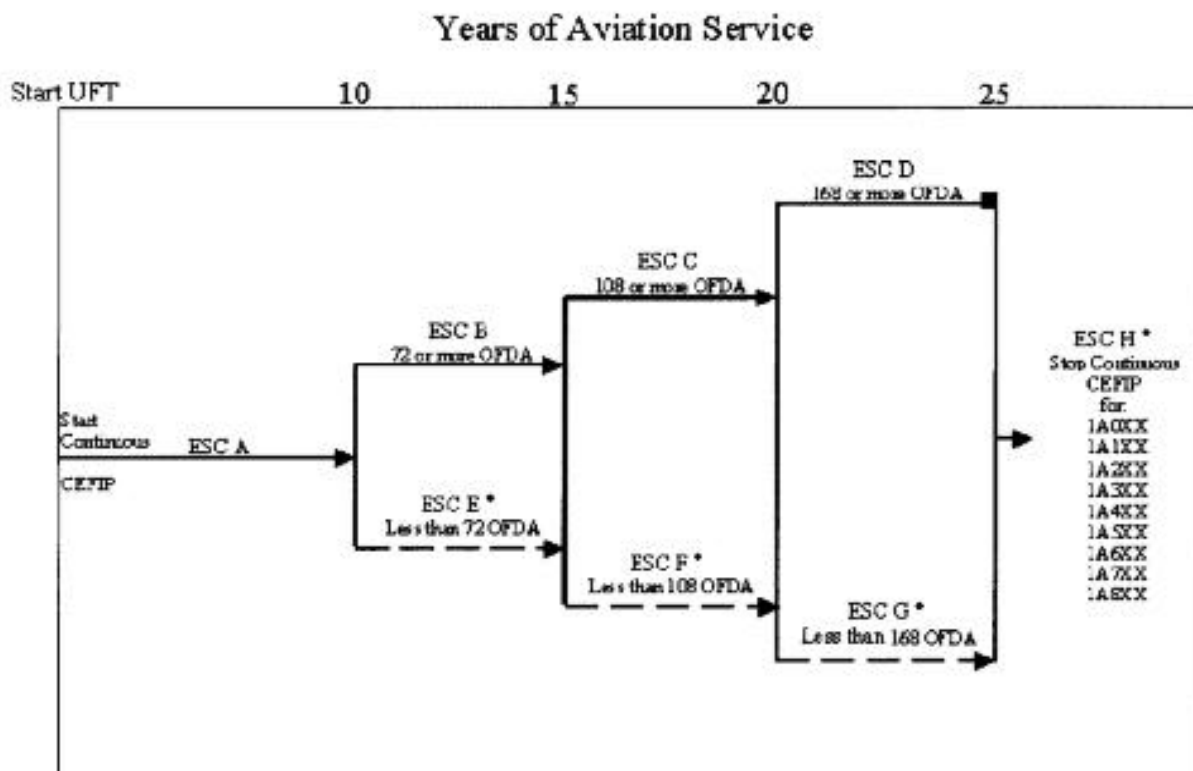 Years of Aviation Service
Start UFT 10 15 20 25
ESC D
168 or more OFDA
ESC C
108 or more OFDA
ESC B
72 or more OFDA
ESC H *
Stop Continuous
CEFIP
for
1A0XX
1A1XX
1A2XX
1A3XX
1A4XX
1A5XX
1A6XX
1A7XX
1A8XX
Start
Continuous
ESC A
CEFIP
ESC E *
Less than 72 OFDA
ESC F *
Less than 108 OFDA
ESC G *
Less than 168 OFDA